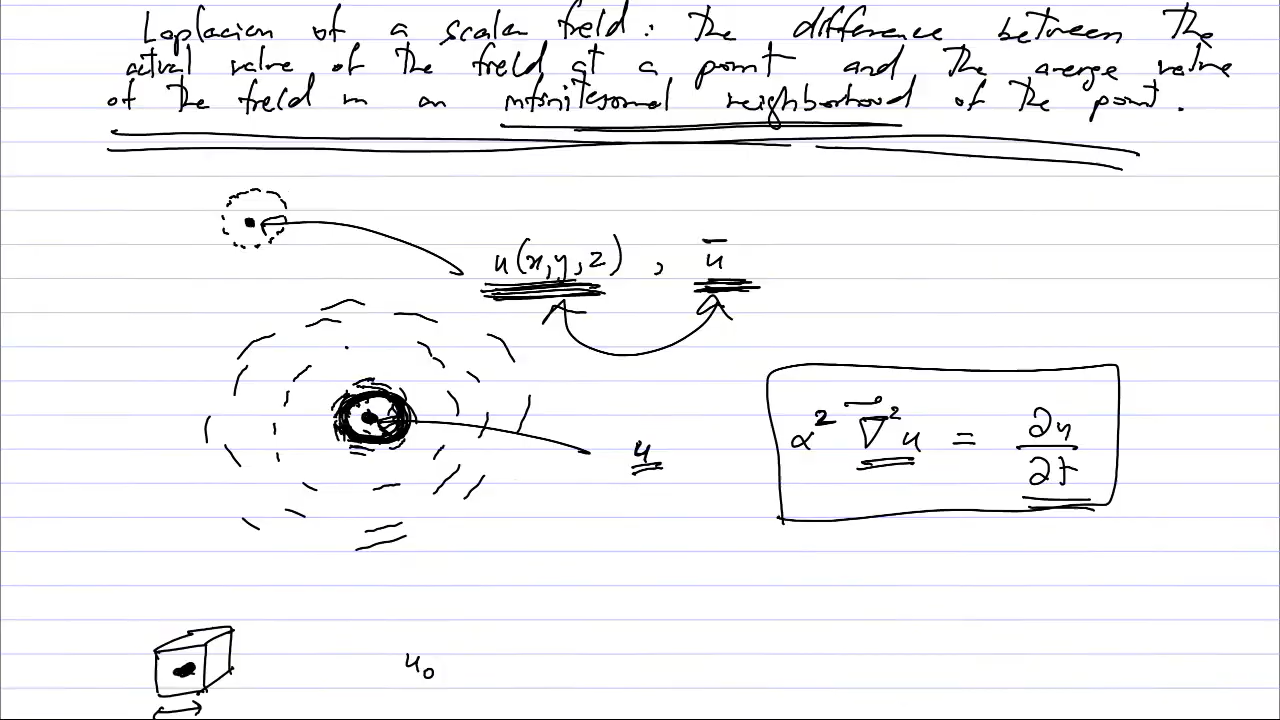 Laplacian of a scalar field : the difference between the
actual value of the field at a point and the average value
of the field in an infinitesimal neighborhood of the point.
u(x,y,z) , u̅
u
α² ∇⃗² u = ∂u/∂t
u₀